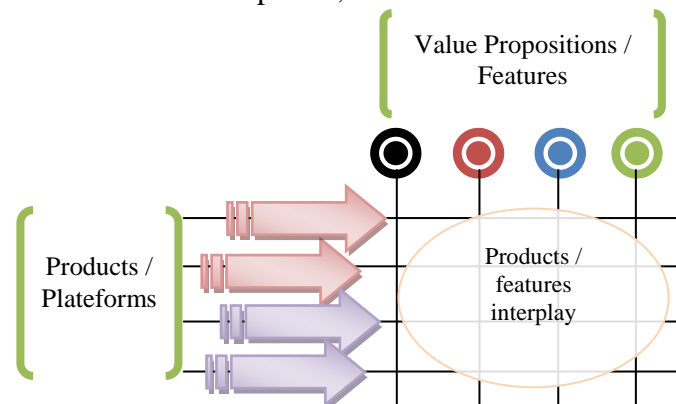 Value Propositions /
Features
Products /
Plateforms
Products /
features
interplay